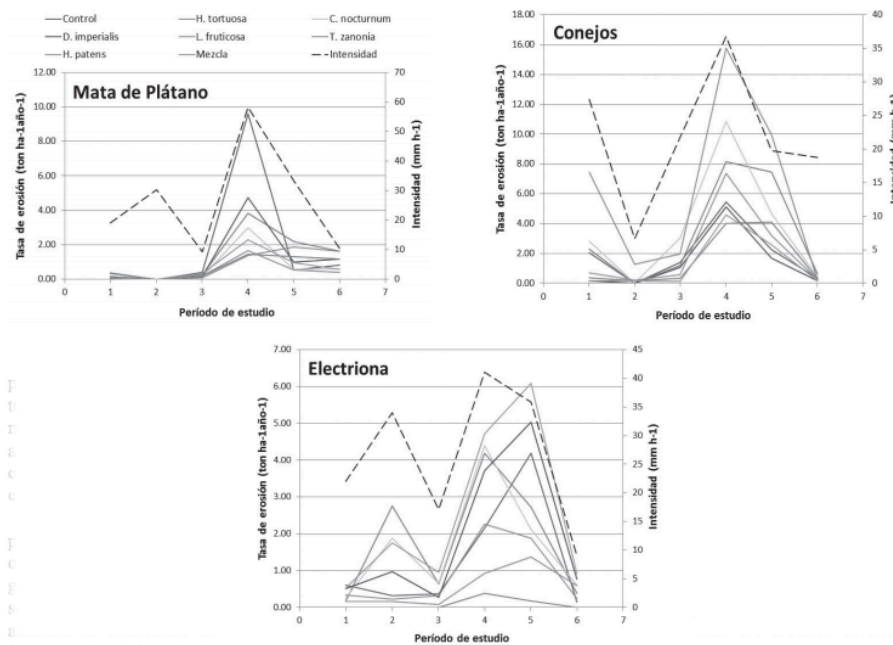 Control H. tortuosa C. nocturnum
D. imperialis L. fruticosa T. zanonia
H. patens Mezcla Intensidad
Mata de Plátano
Tasa de erosión (ton ha-1año-1)
12.00
10.00
8.00
6.00
4.00
2.00
0.00
70
60
50
40
30
20
10
0
Intensidad (mm h-1)
0 1 2 3 4 5 6 7
Período de estudio
Conejos
Tasa de erosión (ton ha-1año-1)
18.00
16.00
14.00
12.00
10.00
8.00
6.00
4.00
2.00
0.00
40
35
30
25
20
15
10
5
0
Intensidad (mm h-1)
0 1 2 3 4 5 6 7
Período de estudio
Electriona
Tasa de erosión (ton ha-1año-1)
7.00
6.00
5.00
4.00
3.00
2.00
1.00
0.00
45
40
35
30
25
20
15
10
5
0
Intensidad (mm h-1)
0 1 2 3 4 5 6 7
Período de estudio